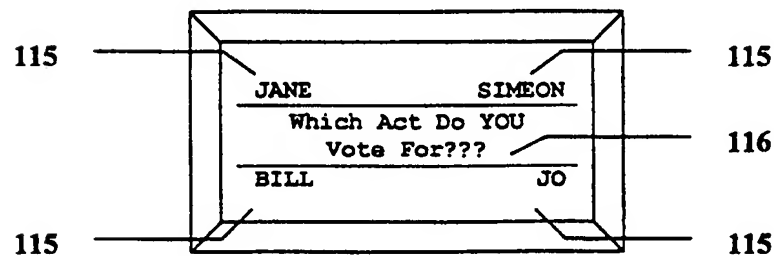 115 115
JANE SIMEON
Which Act Do YOU
Vote For???
116
BILL JO
115 115